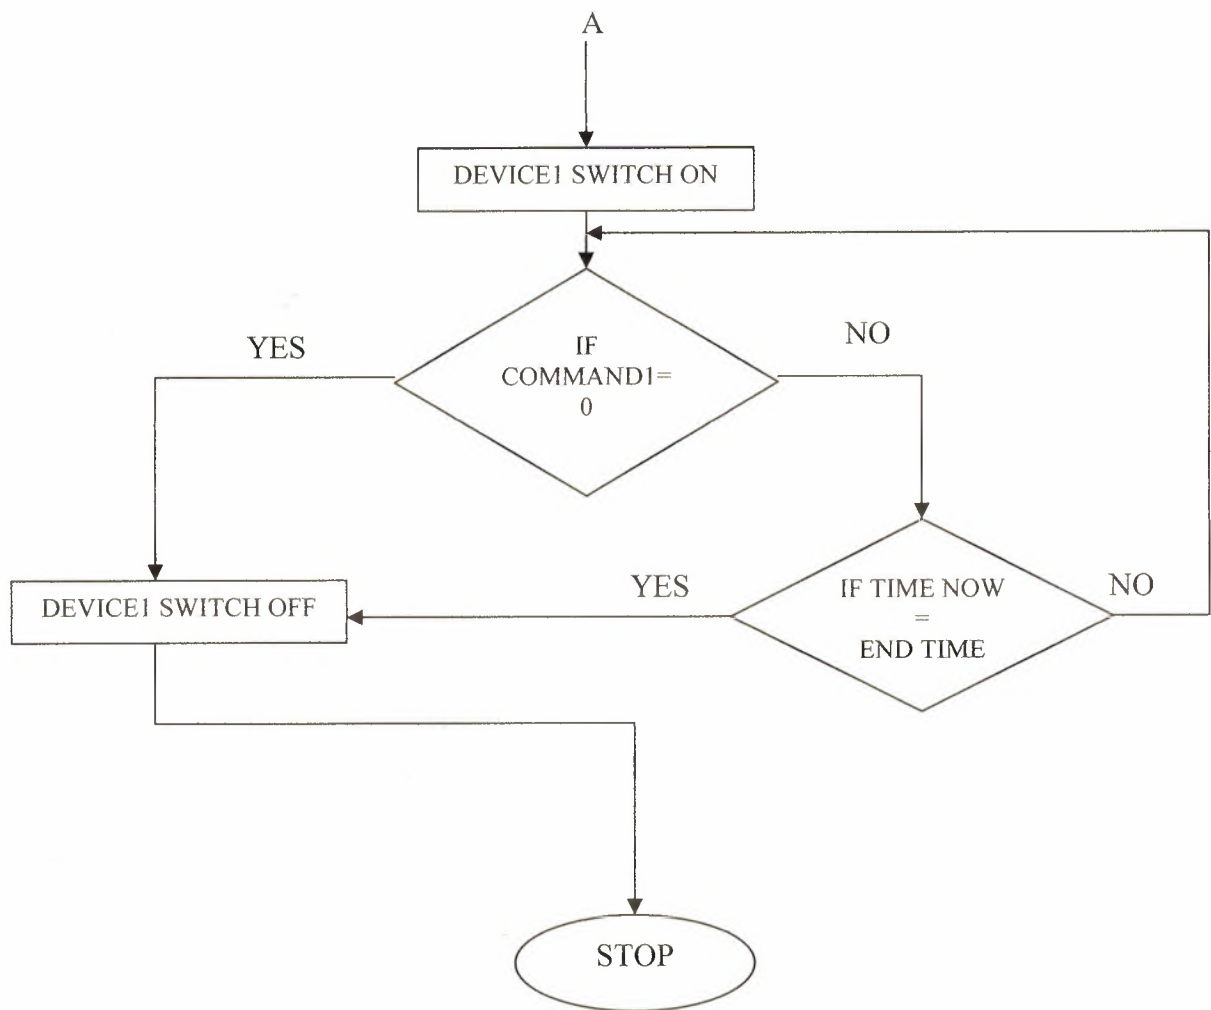 A
DEVICE1 SWITCH ON
YES
NO
IF
COMMAND1=
0
DEVICE1 SWITCH OFF
YES
IF TIME NOW
=
END TIME
NO
STOP